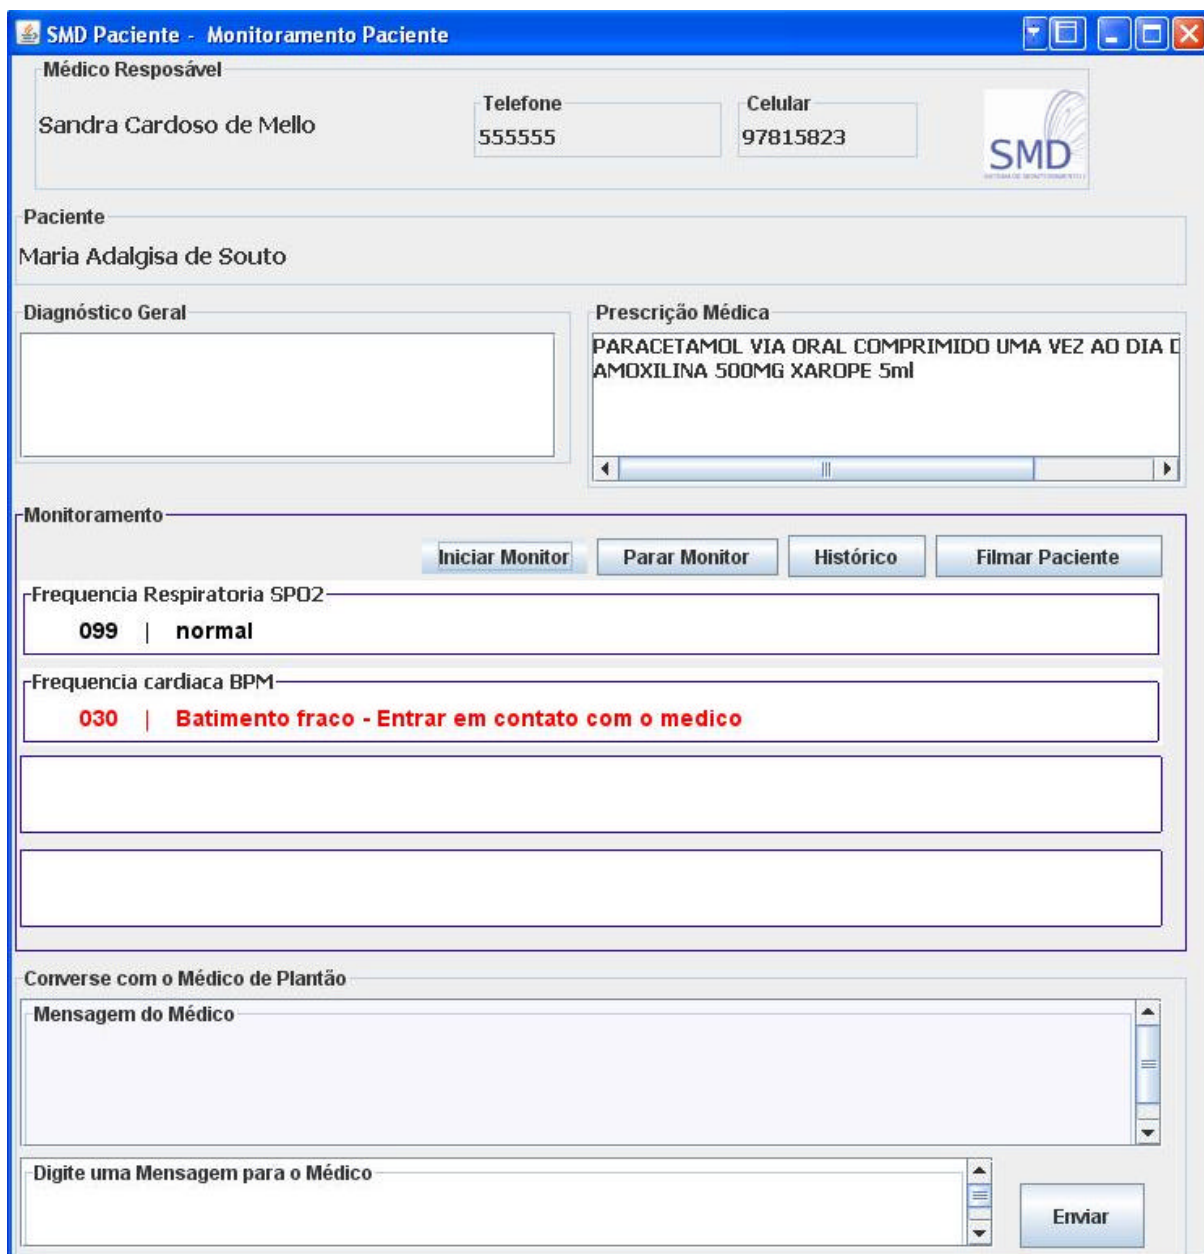 SMD Paciente - Monitoramento Paciente
Médico Resposável
Sandra Cardoso de Mello
Telefone
555555
Celular
97815823
SMD
Paciente
Maria Adalgisa de Souto
Diagnóstico Geral
Prescrição Médica
PARACETAMOL VIA ORAL COMPRIMIDO UMA VEZ AO DIA
AMOXILINA 500MG XAROPE 5ml
Monitoramento
Iniciar Monitor
Parar Monitor
Histórico
Filmar Paciente
Frequencia Respiratoria SPO2
099 | normal
Frequencia cardiaca BPM
030 | Batimento fraco - Entrar em contato com o medico
Converse com o Médico de Plantão
Mensagem do Médico
Digite uma Mensagem para o Médico
Enviar